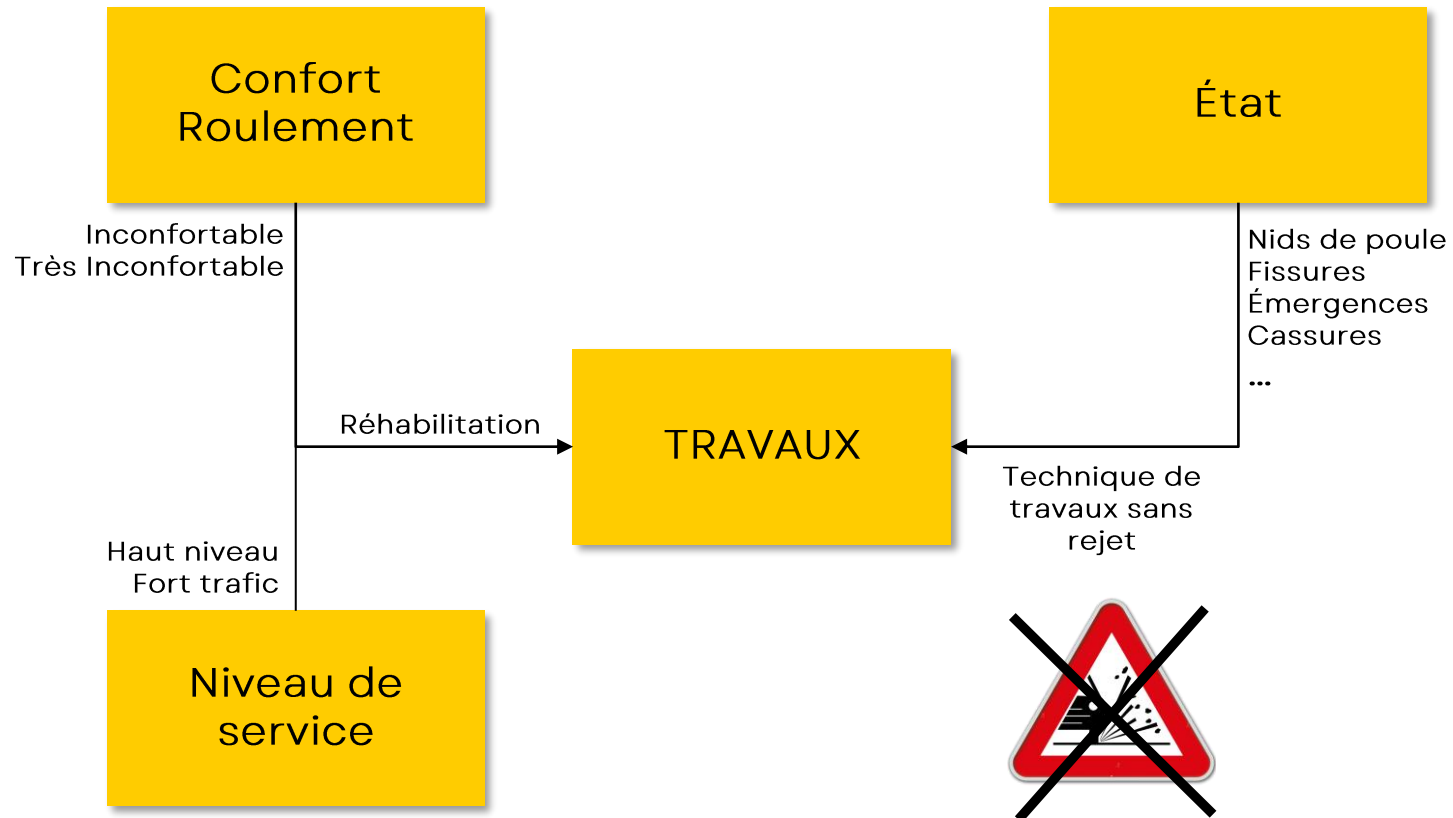 Confort
Roulement
État
Inconfortable
Très Inconfortable
Nids de poule
Fissures
Émergences
Cassures
...
Réhabilitation
TRAVAUX
Technique de
travaux sans
rejet
Haut niveau
Fort trafic
Niveau de
service